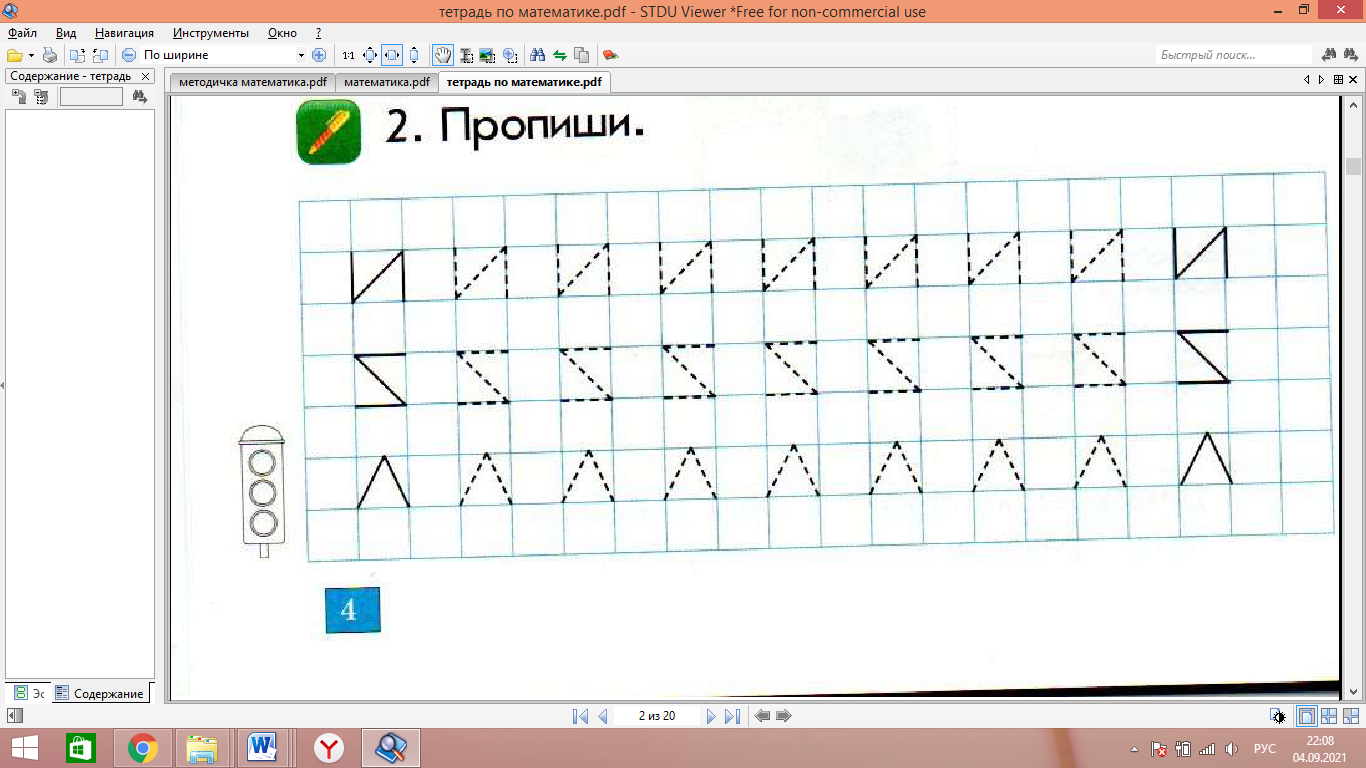 тетрадь по математике.pdf - STDU Viewer *Free for non-commercial use
Файл Вид Навигация Инструменты Окно ?
По ширине 1:1 Быстрый поиск...
Содержание - тетрадь
методичка математика.pdf математика.pdf тетрадь по математике.pdf
2. Пропиши.
4
Эс Содержание
2 из 20
РУС
22:08
04.09.2021